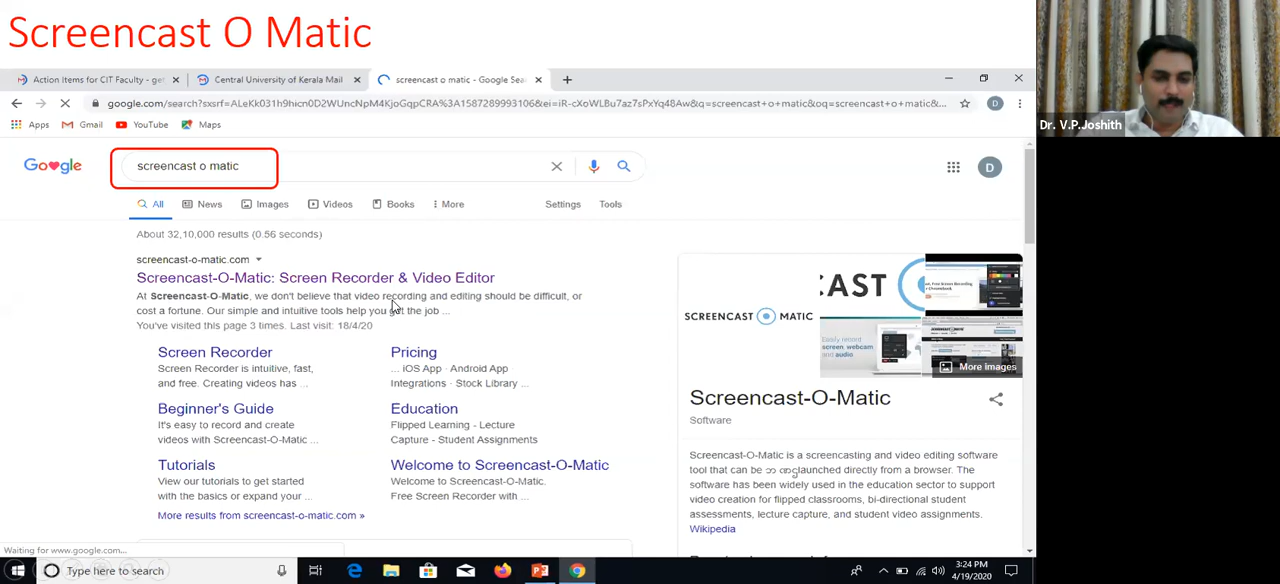 Screencast O Matic
Action Items for CIT Faculty - get
Central University of Kerala Mail
screencast o matic - Google Sea
google.com/search?sxsrf=ALeKk031h9hicn0D2WUncNpM4KjoGqpCRA%3A1587289993106&ei=iR-cXoWLBu7az7sPxYq48Aw&q=screencast+o+matic&oq=screencast+o+matic&...
D
Apps
Gmail
YouTube
Maps
Dr. V.P.Joshith
Google
screencast o matic
D
All
News
Images
Videos
Books
More
Settings
Tools
About 32,10,000 results (0.56 seconds)
screencast-o-matic.com
Screencast-O-Matic: Screen Recorder & Video Editor
At Screencast-O-Matic, we don't believe that video recording and editing should be difficult, or
cost a fortune. Our simple and intuitive tools help you get the job ...
You've visited this page 3 times. Last visit: 18/4/20
Screen Recorder
Screen Recorder is intuitive, fast,
and free. Creating videos has ...
Pricing
... iOS App · Android App ·
Integrations · Stock Library ...
Beginner's Guide
It's easy to record and create
videos with Screencast-O-Matic ...
Education
Flipped Learning - Lecture
Capture - Student Assignments
Tutorials
View our tutorials to get started
with the basics or expand your ...
Welcome to Screencast-O-Matic
Welcome to Screencast-O-Matic.
Free Screen Recorder with ...
More results from screencast-o-matic.com »
SCREENCAST O MATIC
CAST
Easily record
screen, webcam
and audio
More images
Screencast-O-Matic
Software
Screencast-O-Matic is a screencasting and video editing software
tool that can be launched directly from a browser. The
software has been widely used in the education sector to support
video creation for flipped classrooms, bi-directional student
assessments, lecture capture, and student video assignments.
Wikipedia
Waiting for www.google.com...
Type here to search
3:24 PM
4/19/2020